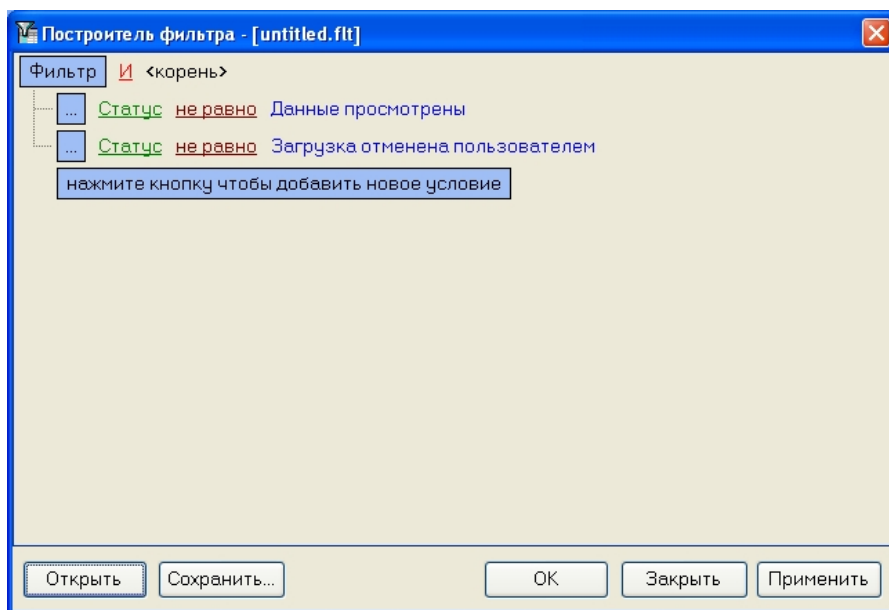 Построитель фильтра - [untitled.flt]
Фильтр И <корень>
... Статус не равно Данные просмотрены
... Статус не равно Загрузка отменена пользователем
нажмите кнопку чтобы добавить новое условие
Открыть Сохранить... ОК Закрыть Применить